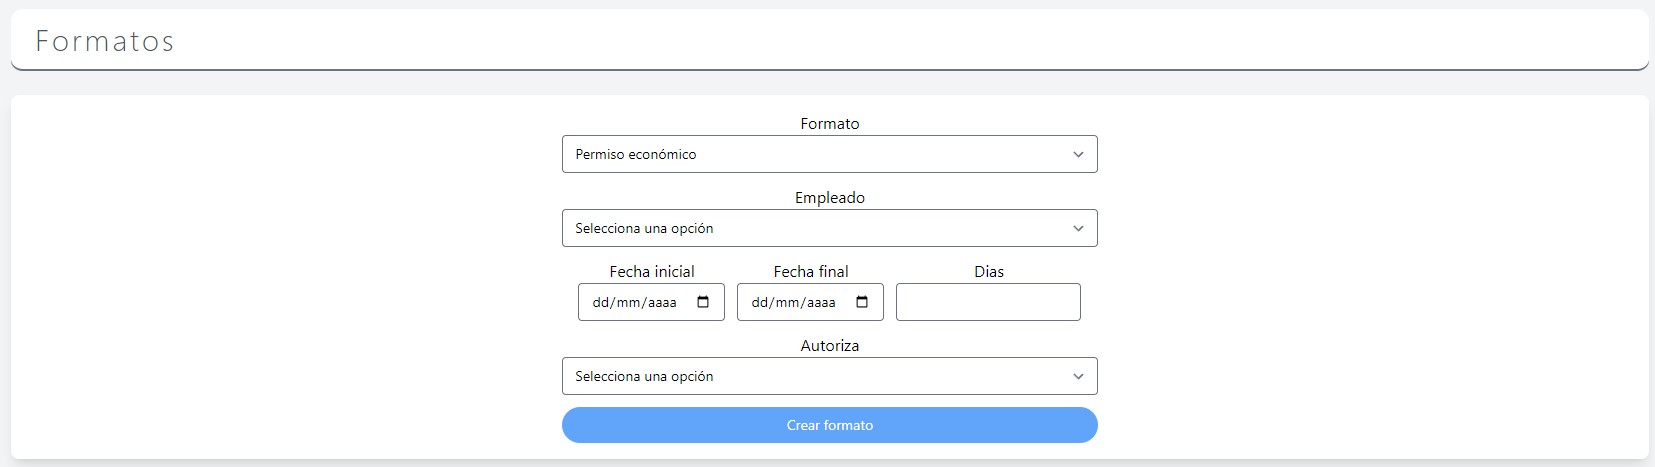 Formatos
Formato
Permiso económico
Empleado
Selecciona una opción
Fecha inicial Fecha final Dias
dd/mm/aaaa dd/mm/aaaa
Autoriza
Selecciona una opción
Crear formato